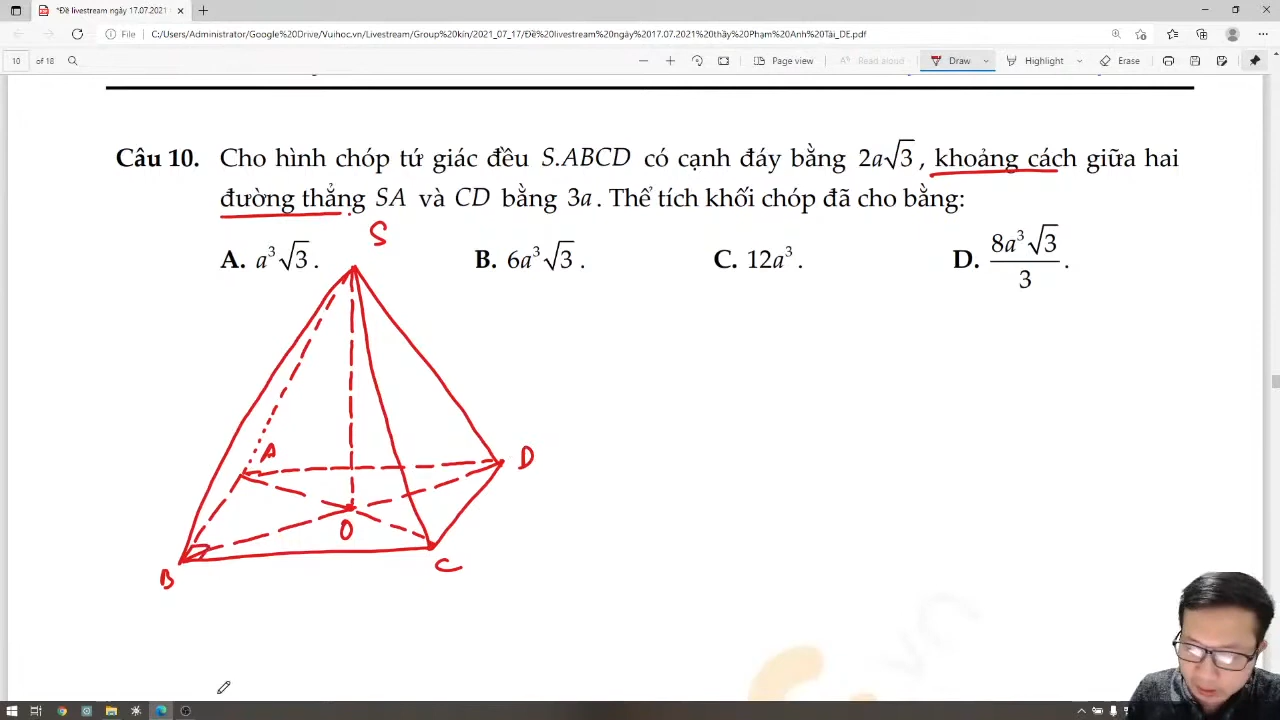 *Đề livestream ngày 17.07.2021
File
C:/Users/Administrator/Google%20Drive/Vuihoc.vn/Livestream/Group%20kín/2021_07_17/Đề%20livestream%20ngày%2017.07.2021%20thầy%20Phạm%20Anh%20Tài_DE.pdf
10 of 18
Page view
Read aloud
Draw
Highlight
Erase
Câu 10. Cho hình chóp tứ giác đều S.ABCD có cạnh đáy bằng 2a√3, khoảng cách giữa hai
đường thẳng SA và CD bằng 3a. Thể tích khối chóp đã cho bằng:
A. a³√3. B. 6a³√3. C. 12a³. D. 8a³√3/3.
S
A
D
O
C
B